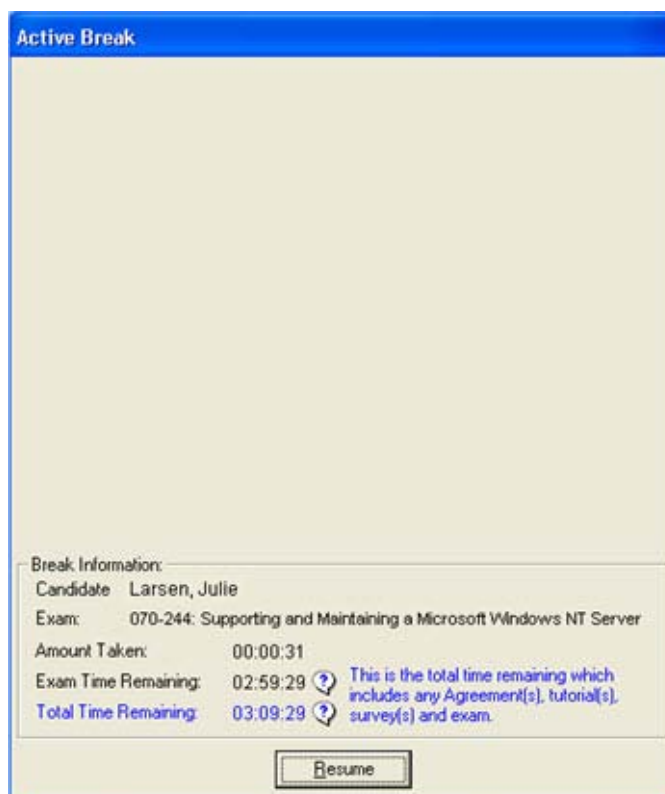 Active Break
Break Information:
Candidate Larsen, Julie
Exam: 070-244: Supporting and Maintaining a Microsoft Windows NT Server
Amount Taken: 00:00:31
Exam Time Remaining: 02:59:29 ?
Total Time Remaining: 03:09:29 ?
This is the total time remaining which
includes any Agreement(s), tutorial(s),
survey(s) and exam.
Resume